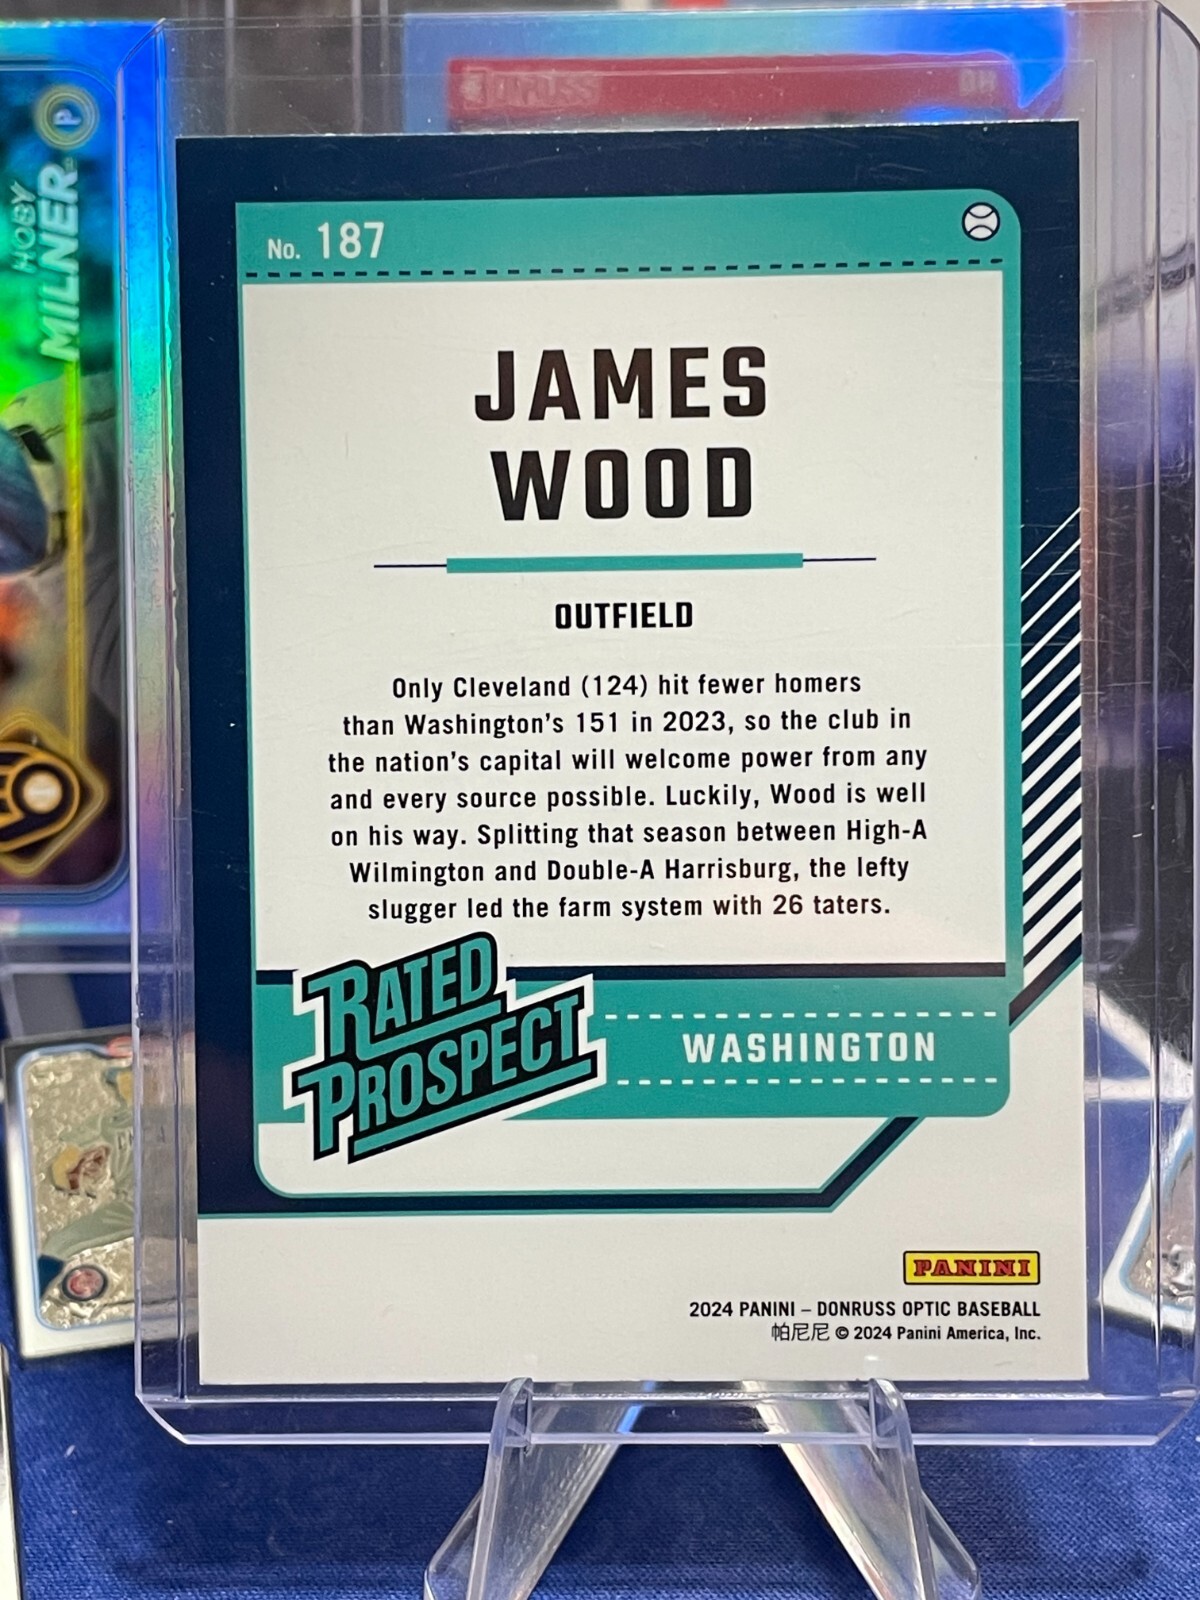 DONRUSS
DH
HOBY
MILNER
P
No. 187
JAMES
WOOD
OUTFIELD
Only Cleveland (124) hit fewer homers
than Washington's 151 in 2023, so the club in
the nation's capital will welcome power from any
and every source possible. Luckily, Wood is well
on his way. Splitting that season between High-A
Wilmington and Double-A Harrisburg, the lefty
slugger led the farm system with 26 taters.
RATED
PROSPECT
WASHINGTON
PANINI
2024 PANINI – DONRUSS OPTIC BASEBALL
帕尼尼 © 2024 Panini America, Inc.